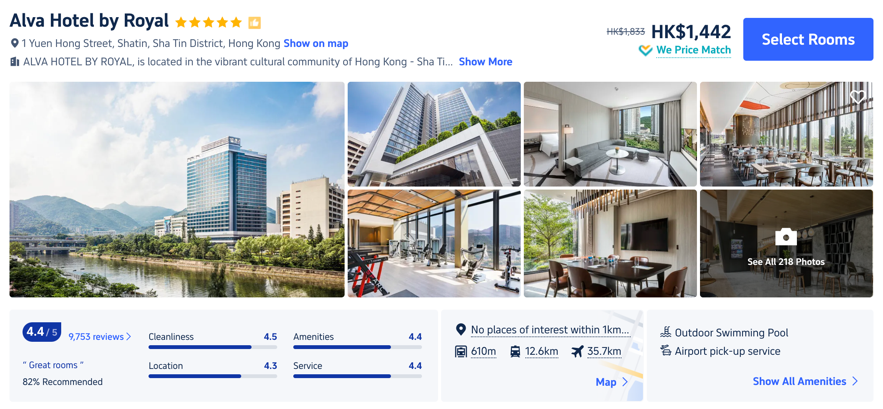 Alva Hotel by Royal
HK$1,833 HK$1,442
Select Rooms
1 Yuen Hong Street, Shatin, Sha Tin District, Hong Kong Show on map
We Price Match
ALVA HOTEL BY ROYAL, is located in the vibrant cultural community of Hong Kong - Sha Ti... Show More
See All 218 Photos
4.4 / 5
9,753 reviews
" Great rooms "
82% Recommended
Cleanliness 4.5
Amenities 4.4
Location 4.3
Service 4.4
No places of interest within 1km...
610m 12.6km 35.7km
Map
Outdoor Swimming Pool
Airport pick-up service
Show All Amenities